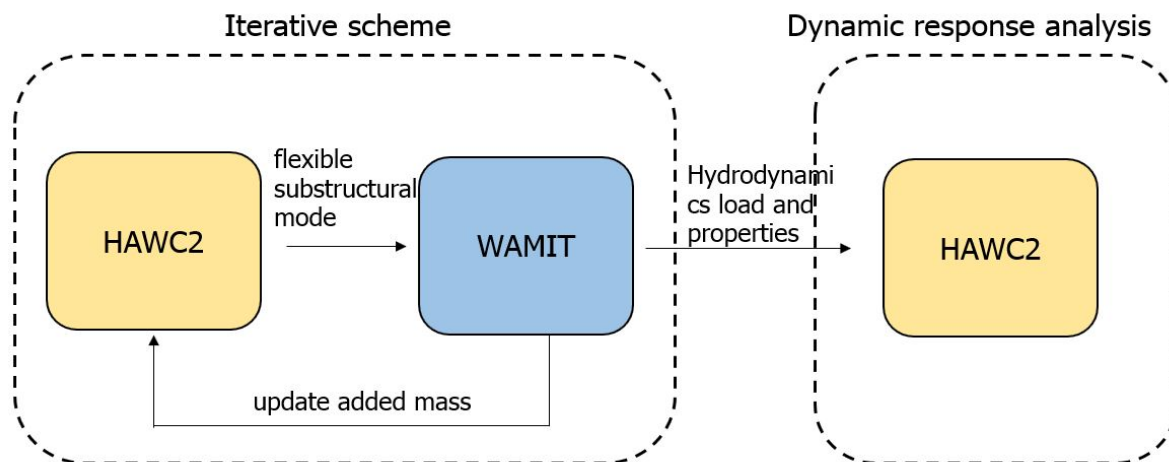 Iterative scheme
Dynamic response analysis
flexible
substructural
mode
HAWC2
WAMIT
Hydrodynami
cs load and
properties
HAWC2
update added mass